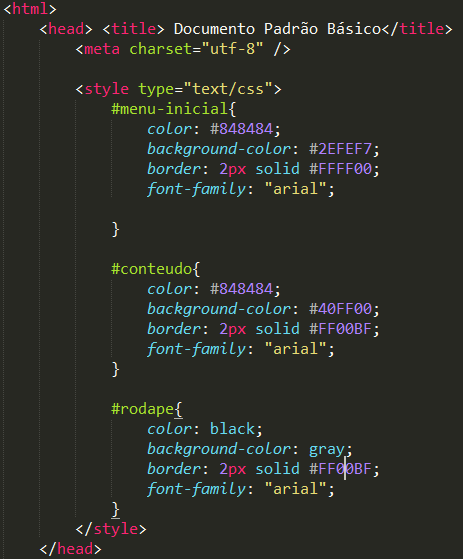 <html>
<head> <title> Documento Padrão Básico</title>
<meta charset="utf-8" />
<style type="text/css">
#menu-inicial{
color: #848484;
background-color: #2EFEF7;
border: 2px solid #FFFF00;
font-family: "arial";
}
#conteudo{
color: #848484;
background-color: #40FF00;
border: 2px solid #FF00BF;
font-family: "arial";
}
#rodape{
color: black;
background-color: gray;
border: 2px solid #FF00BF;
font-family: "arial";
}
</style>
</head>